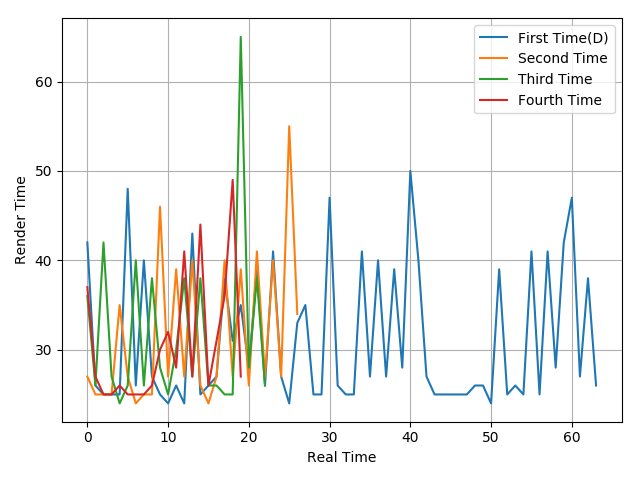 First Time(D)
Second Time
Third Time
Fourth Time
60
50
40
30
Render Time
0 10 20 30 40 50 60
Real Time